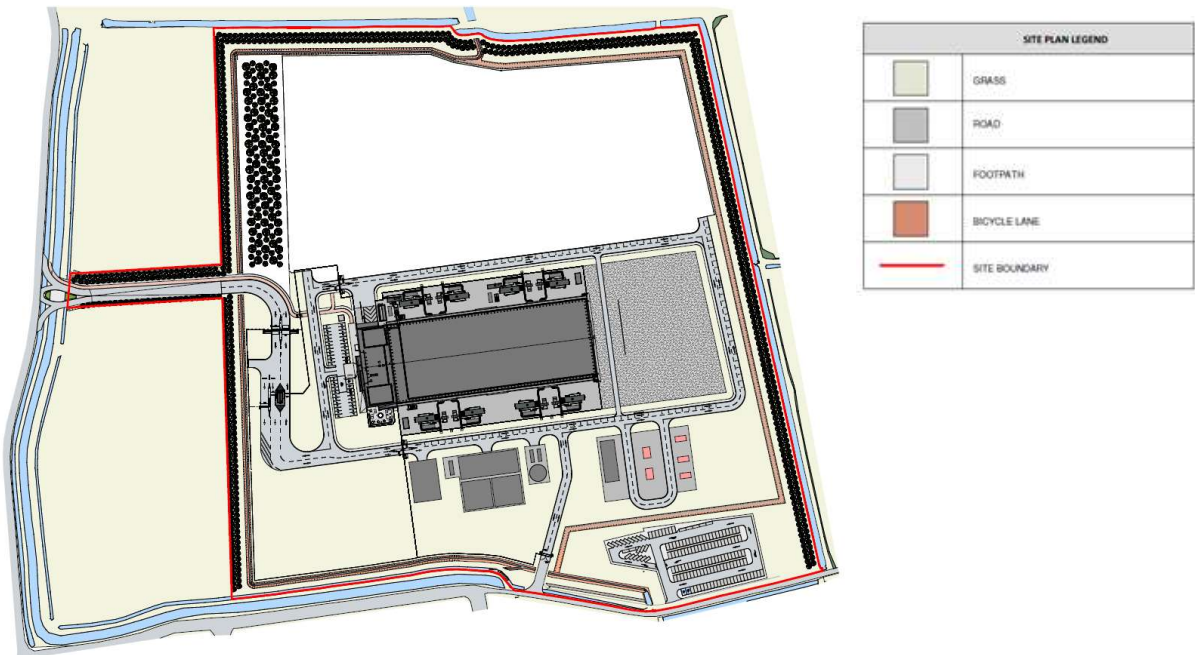 SITE PLAN LEGEND
GRASS
ROAD
FOOTPATH
BICYCLE LANE
SITE BOUNDARY